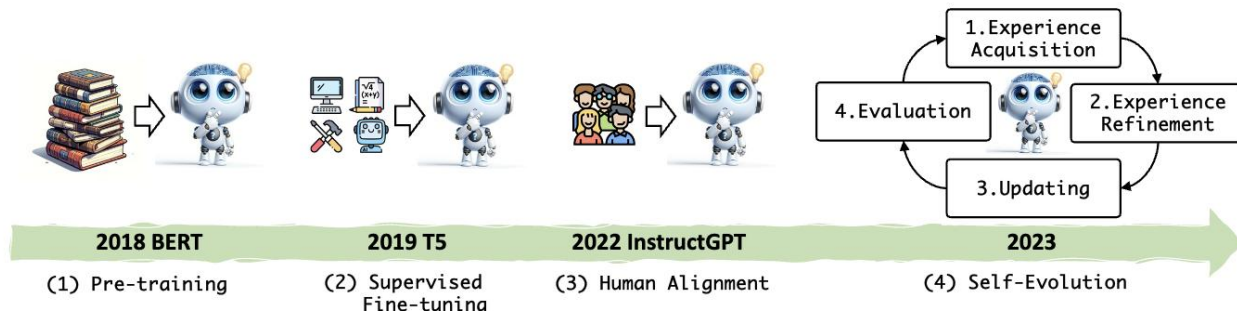 1.Experience
Acquisition
2.Experience
Refinement
3.Updating
4.Evaluation
√4
(x+y)
=
2018 BERT
2019 T5
2022 InstructGPT
2023
(1) Pre-training
(2) Supervised
Fine-tuning
(3) Human Alignment
(4) Self-Evolution